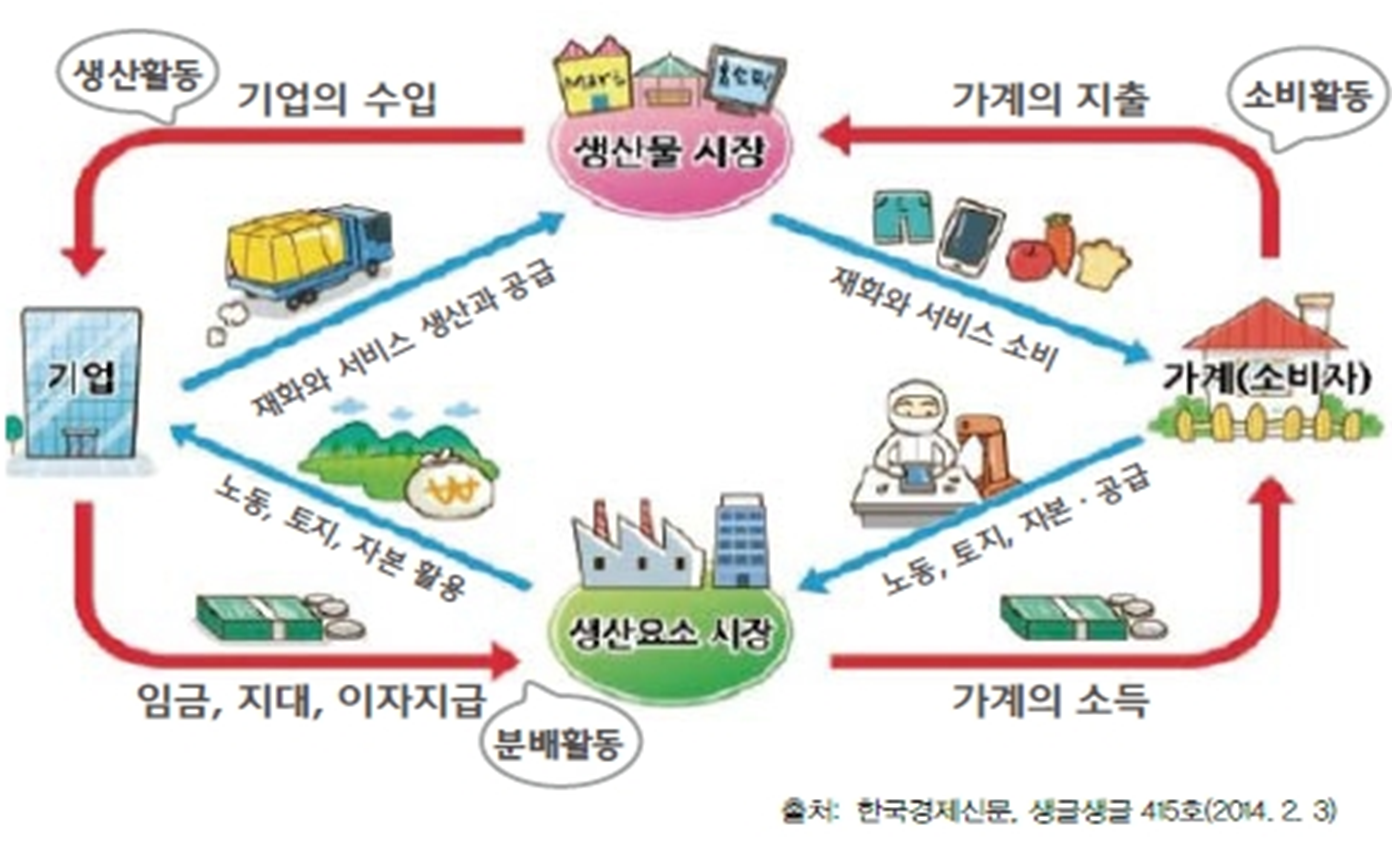 생산활동
기업의 수입
Mart
홈쇼핑
생산물 시장
가계의 지출
소비활동
재화와 서비스 생산과 공급
재화와 서비스 소비
기업
가계(소비자)
노동, 토지, 자본 활용
노동, 토지, 자본 · 공급
생산요소 시장
임금, 지대, 이자지급
가계의 소득
분배활동
출처: 한국경제신문, 생글생글 415호(2014. 2. 3)